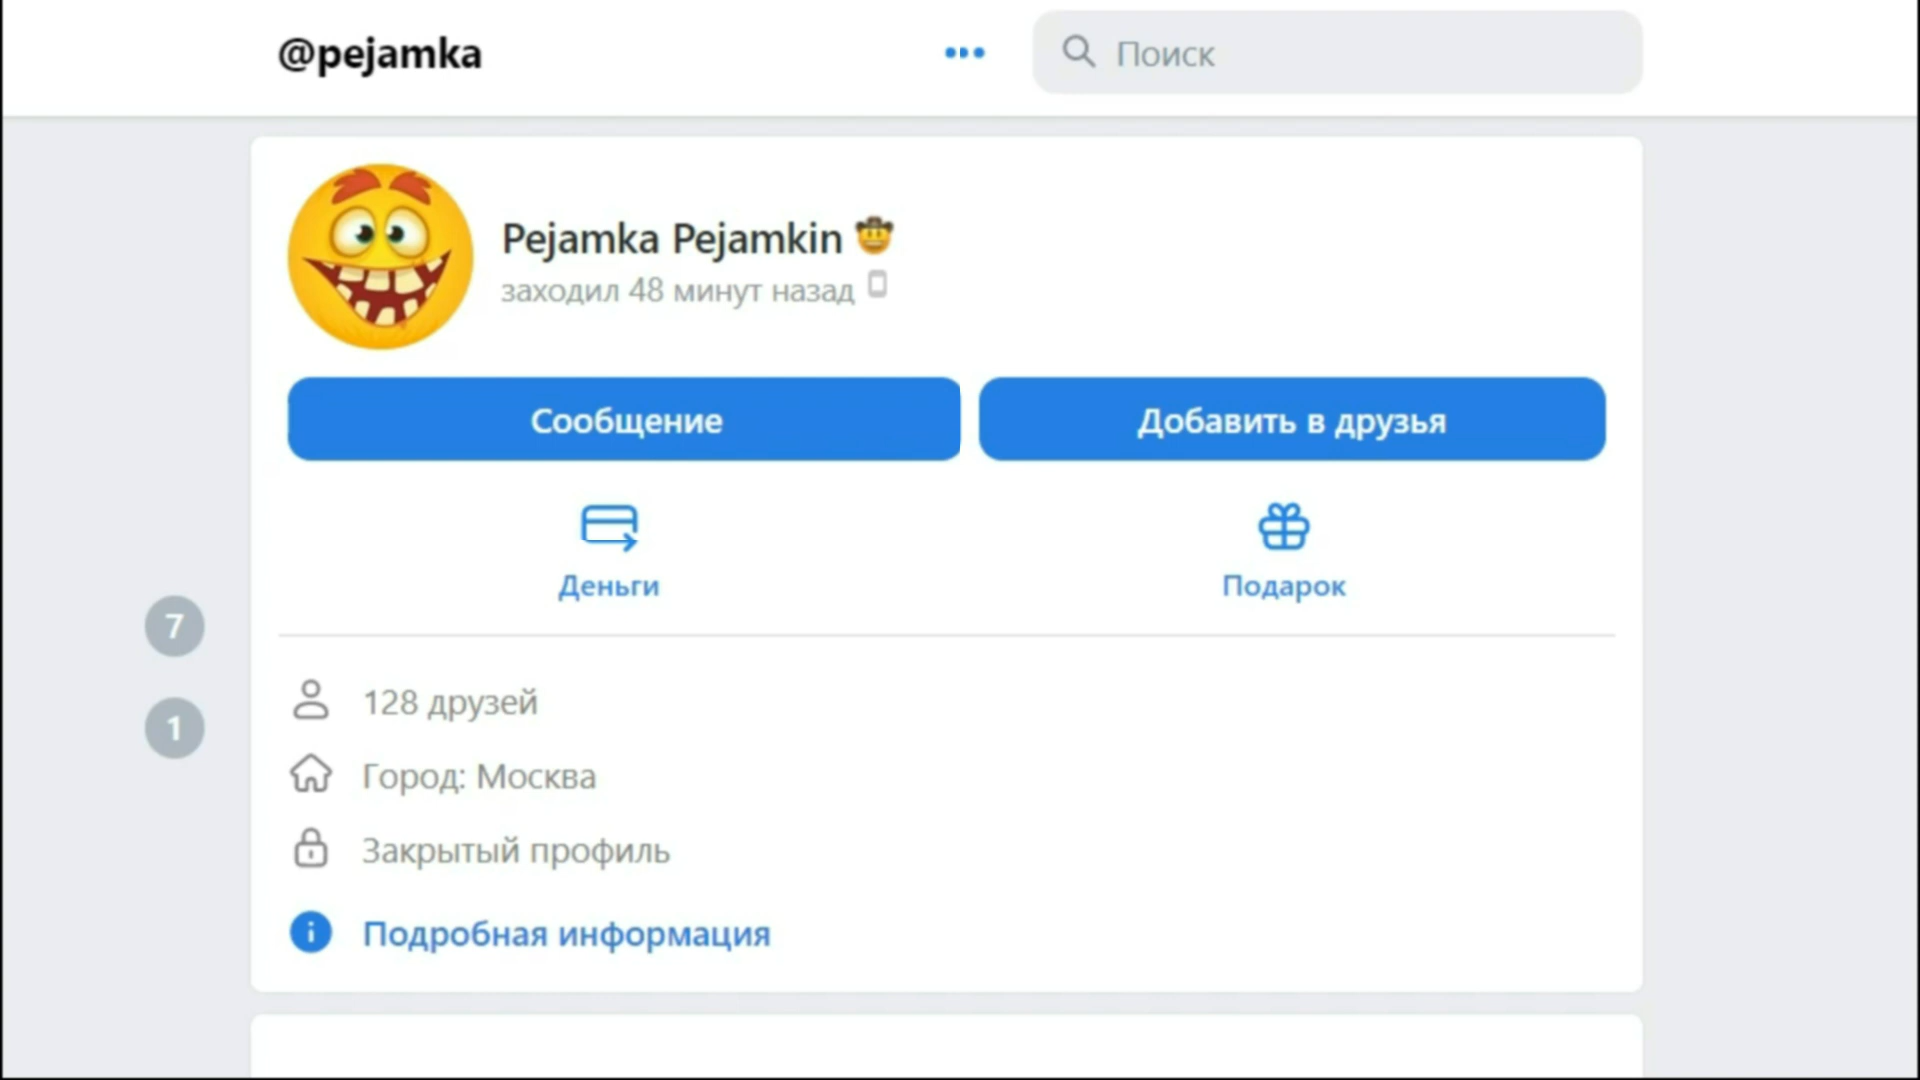 @pejamka
Поиск
Pejamka Pejamkin 🤠
заходил 48 минут назад
Сообщение
Добавить в друзья
Деньги
Подарок
7
1
128 друзей
Город: Москва
Закрытый профиль
Подробная информация